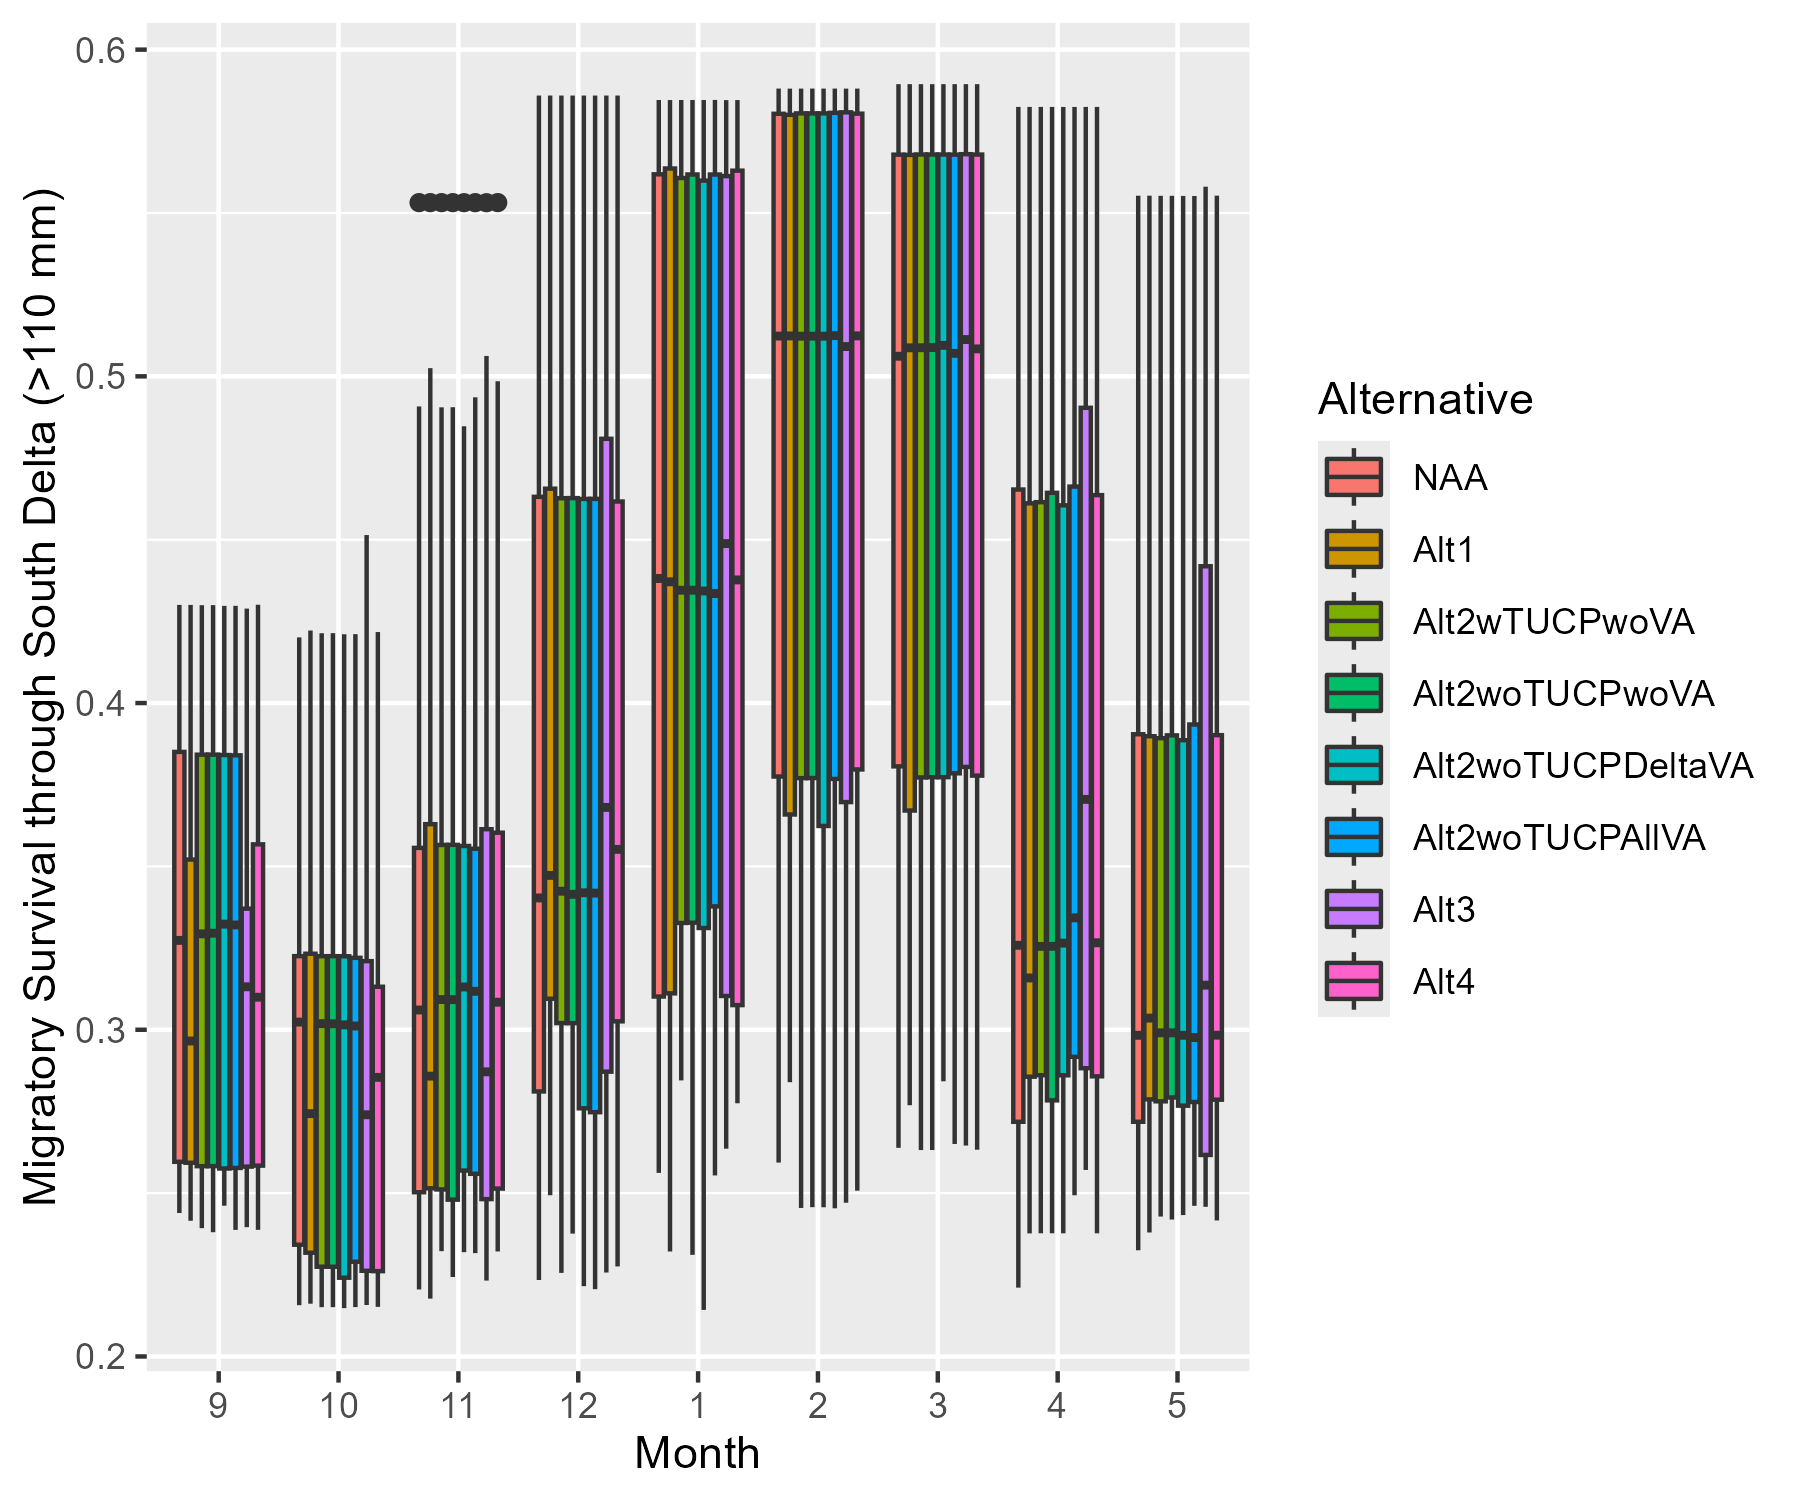 Migratory Survival through South Delta (>110 mm)
0.6
0.5
0.4
0.3
0.2
9 10 11 12 1 2 3 4 5
Month
Alternative
NAA
Alt1
Alt2wTUCPwoVA
Alt2woTUCPwoVA
Alt2woTUCPDeltaVA
Alt2woTUCPAllVA
Alt3
Alt4